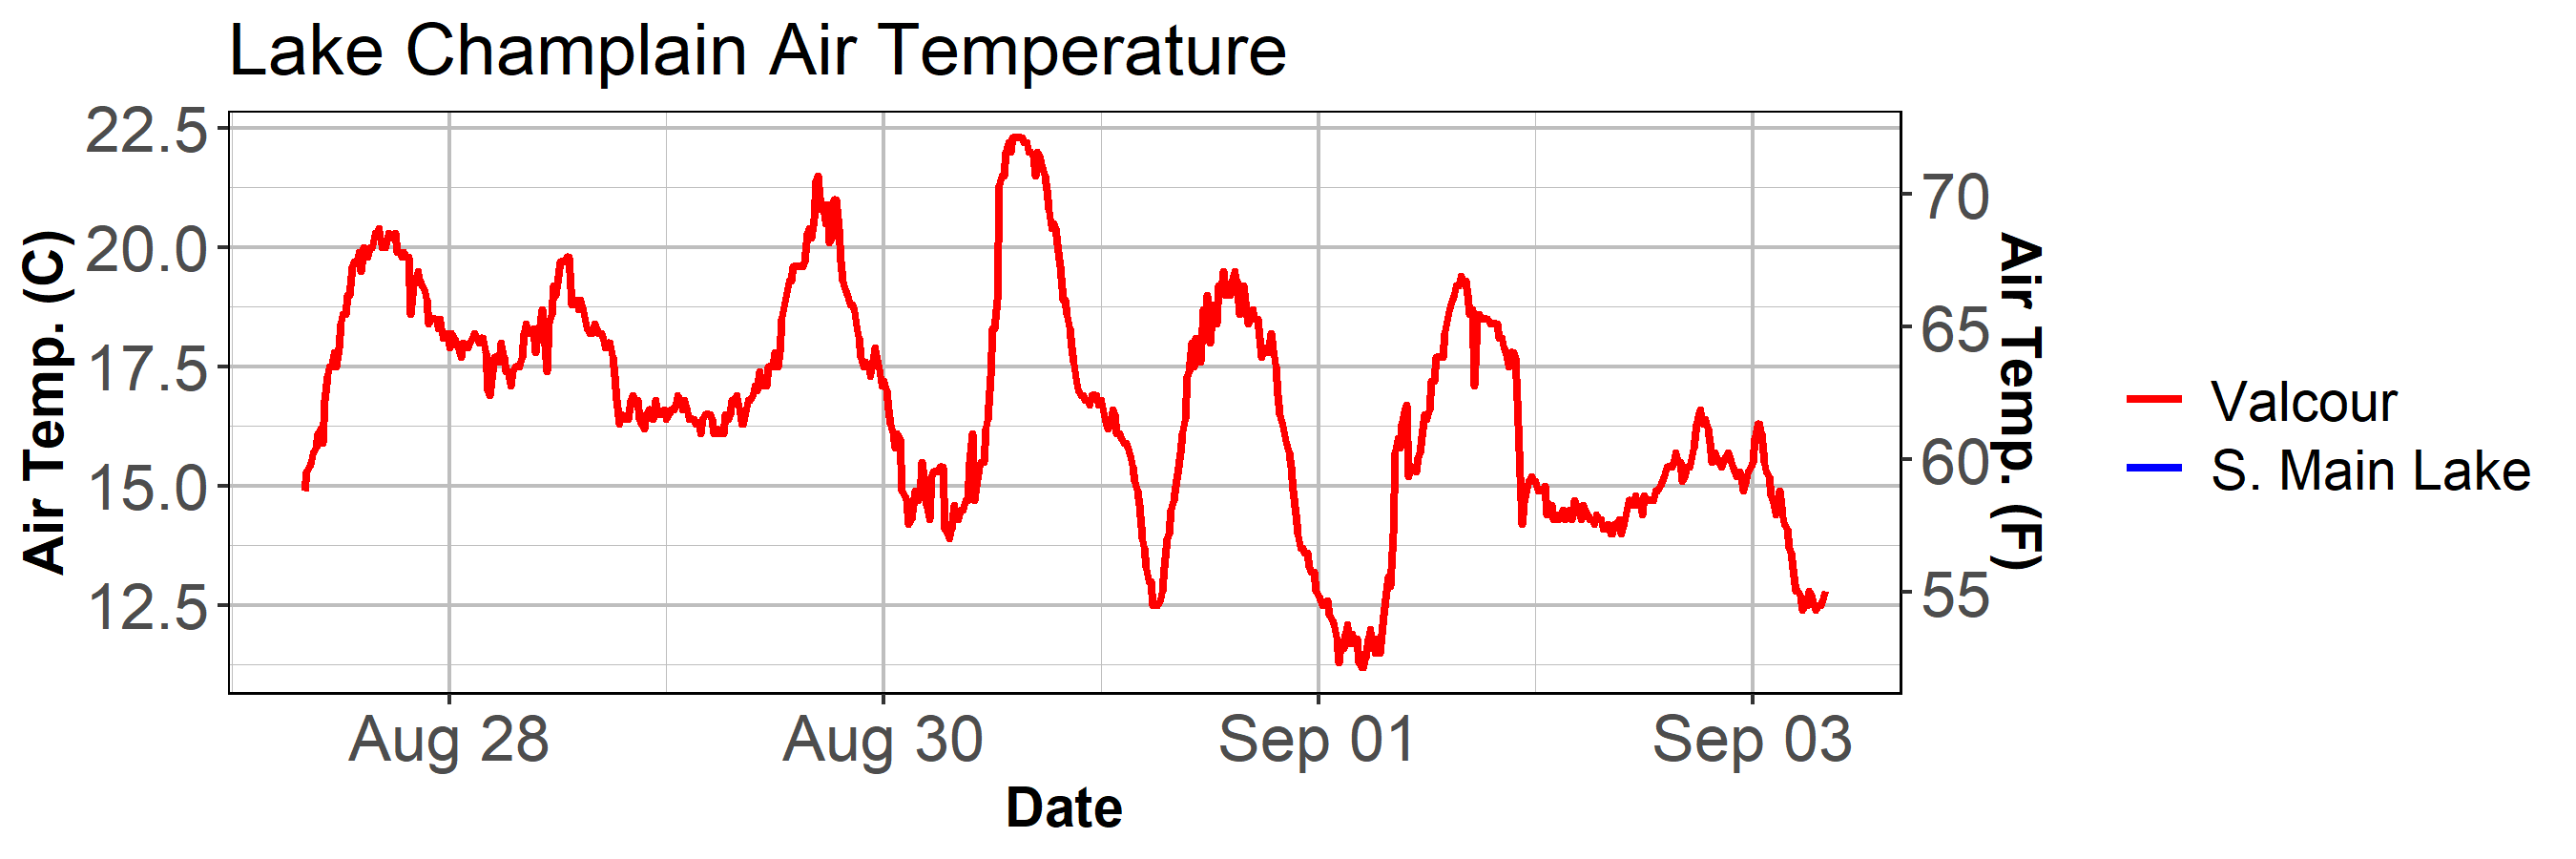 Lake Champlain Air Temperature
22.5
20.0
17.5
15.0
12.5
Air Temp. (C)
70
65
60
55
Air Temp. (F)
Aug 28
Aug 30
Sep 01
Sep 03
Date
Valcour
S. Main Lake